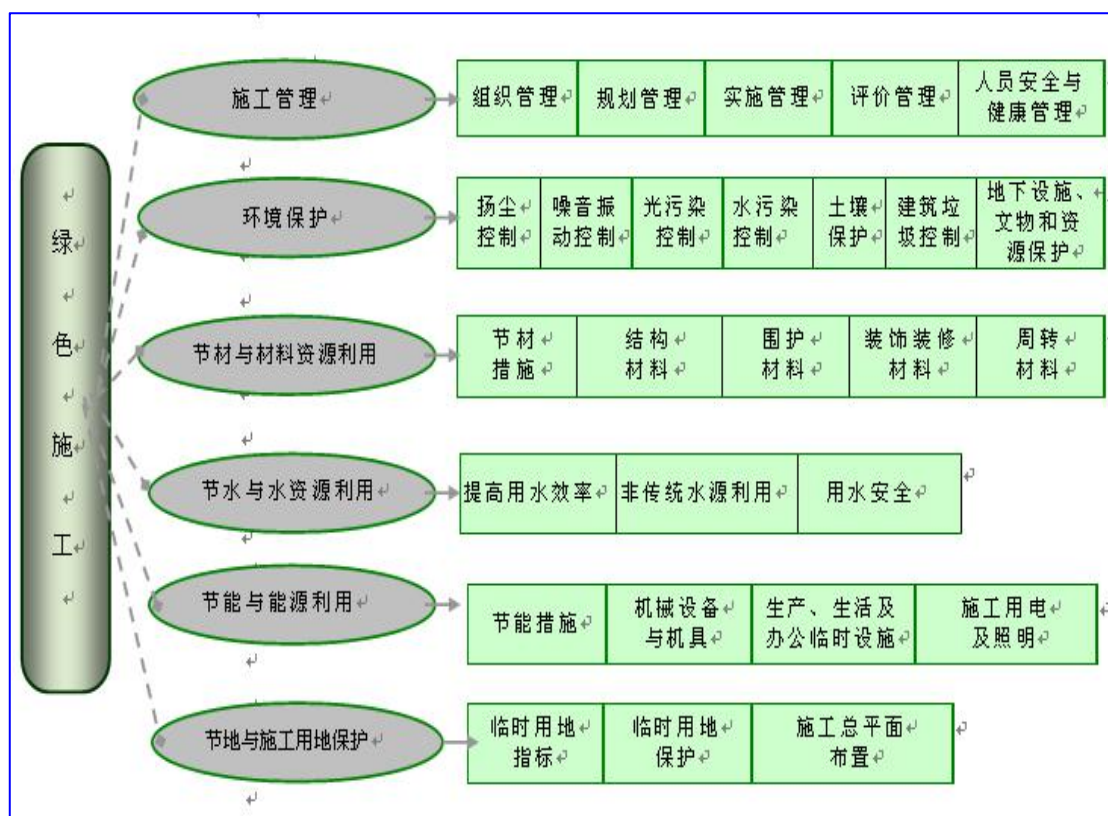 绿
色
施
工
施工管理
组织管理
规划管理
实施管理
评价管理
人员安全与
健康管理
环境保护
扬尘
控制
噪音振
动控制
光污染
控制
水污染
控制
土壤
保护
建筑垃
圾控制
地下设施、
文物和资
源保护
节材与材料资源利用
节材
措施
结构
材料
围护
材料
装饰装修
材料
周转
材料
节水与水资源利用
提高用水效率
非传统水源利用
用水安全
节能与能源利用
节能措施
机械设备
与机具
生产、生活及
办公临时设施
施工用电
及照明
节地与施工用地保护
临时用地
指标
临时用地
保护
施工总平面
布置